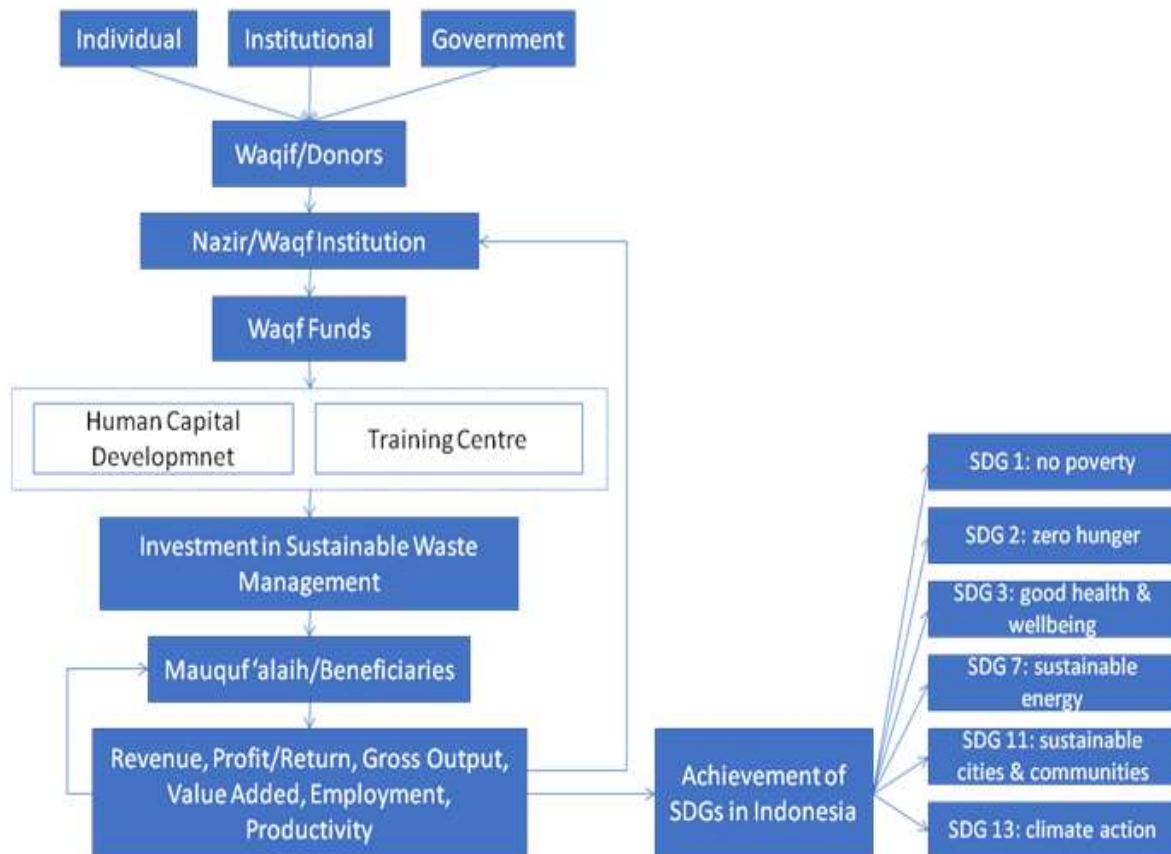 Individual
Institutional
Government
Waqif/Donors
Nazir/Waqf Institution
Waqf Funds
Human Capital
Developmnet
Training Centre
Investment in Sustainable Waste
Management
Mauquf ‘alaih/Beneficiaries
Revenue, Profit/Return, Gross Output,
Value Added, Employment,
Productivity
Achievement of
SDGs in Indonesia
SDG 1: no poverty
SDG 2: zero hunger
SDG 3: good health &
wellbeing
SDG 7: sustainable
energy
SDG 11: sustainable
cities & communities
SDG 13: climate action